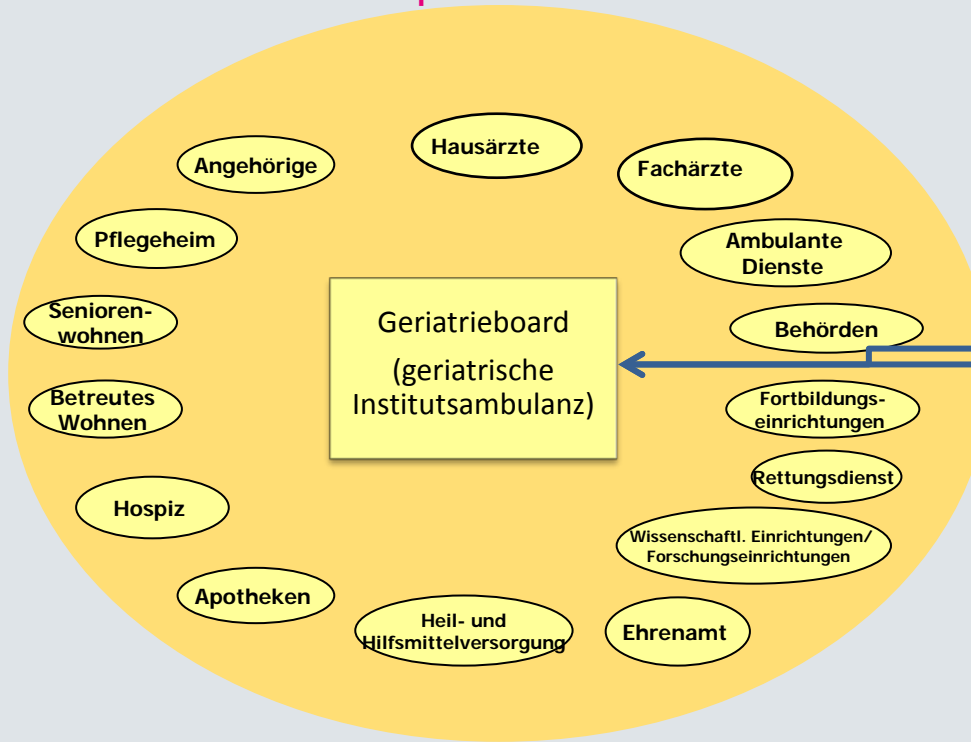 Hausärzte
Angehörige
Fachärzte
Pflegeheim
Ambulante
Dienste
Senioren-
wohnen
Behörden
Geriatrieboard
(geriatrische
Institutsambulanz)
Betreutes
Wohnen
Fortbildungs-
einrichtungen
Rettungsdienst
Hospiz
Wissenschaftl. Einrichtungen/
Forschungseinrichtungen
Apotheken
Heil- und
Hilfsmittelversorgung
Ehrenamt